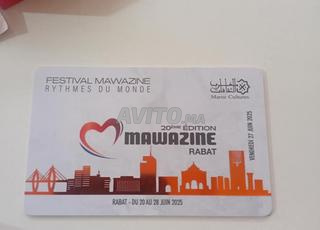 FESTIVAL MAWAZINE
RYTHMES DU MONDE
Maroc Cultures
AVITO.MA
20ÈME ÉDITION
MAWAZINE
RABAT
VENDREDI 27 JUIN 2025
RABAT - DU 20 AU 28 JUIN 2025